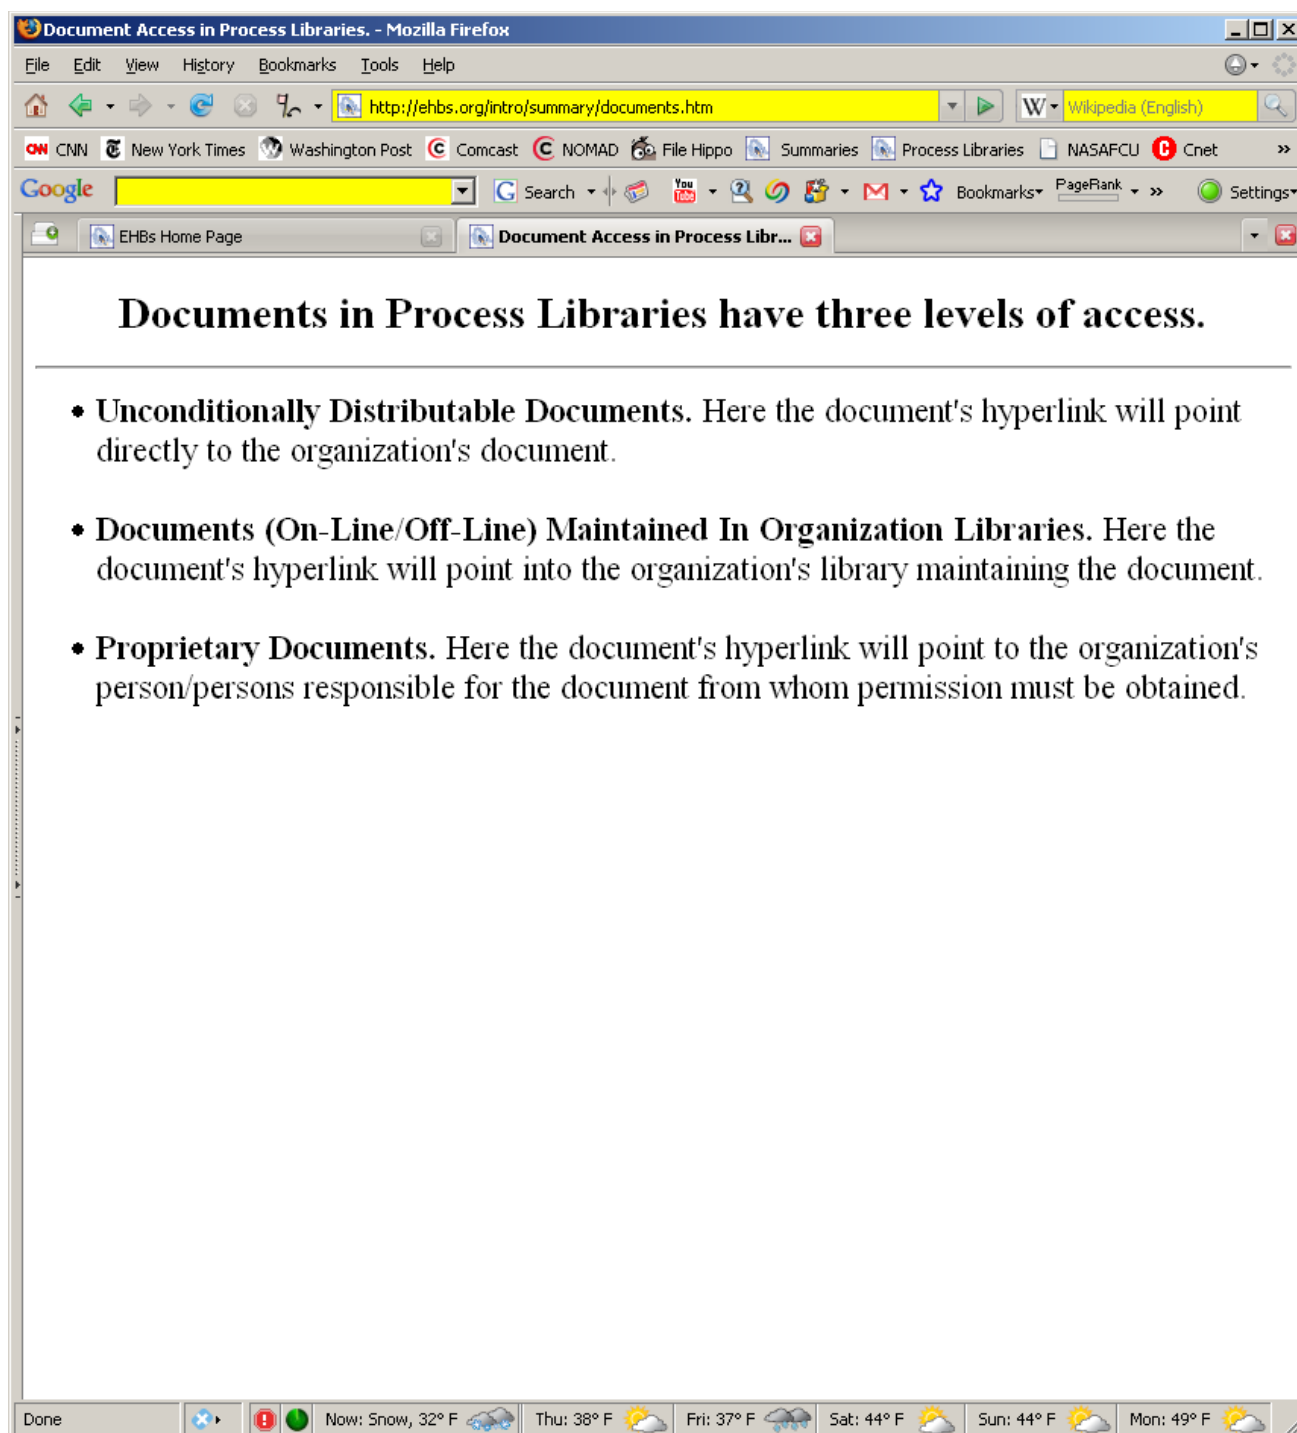 Document Access in Process Libraries. - Mozilla Firefox
File Edit View History Bookmarks Tools Help
http://ehbs.org/intro/summary/documents.htm W Wikipedia (English)
CNN CNN New York Times Washington Post C Comcast C NOMAD File Hippo Summaries Process Libraries NASAFCU C Cnet »
Google G Search You Tube M Bookmarks PageRank » Settings
EHBs Home Page Document Access in Process Libr...
Documents in Process Libraries have three levels of access.
• Unconditionally Distributable Documents. Here the document's hyperlink will point
directly to the organization's document.
• Documents (On-Line/Off-Line) Maintained In Organization Libraries. Here the
document's hyperlink will point into the organization's library maintaining the document.
• Proprietary Documents. Here the document's hyperlink will point to the organization's
person/persons responsible for the document from whom permission must be obtained.
Done Now: Snow, 32° F Thu: 38° F Fri: 37° F Sat: 44° F Sun: 44° F Mon: 49° F